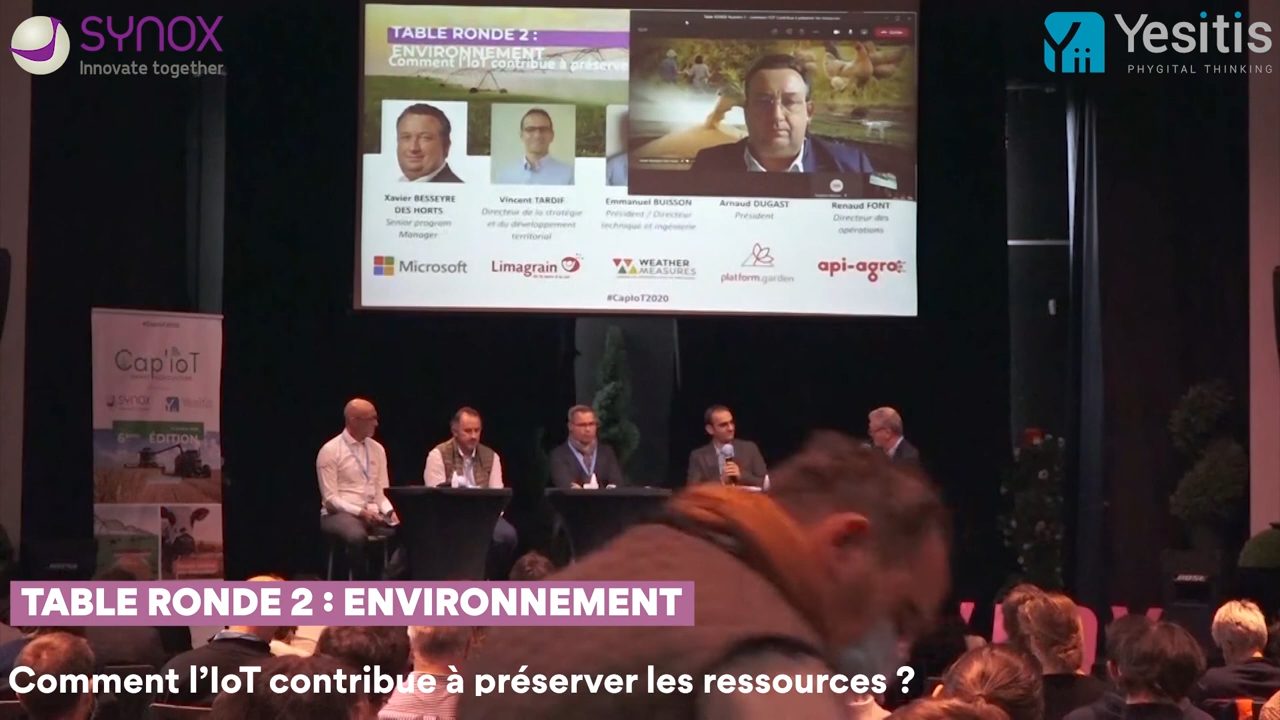 SYNOX
Innovate together
Yesitis
PHYGITAL THINKING
TABLE RONDE 2 :
ENVIRONNEMENT
Comment l'IoT contribue à préserve
Xavier BESSEYRE
DES HORTS
Senior program
Manager
Microsoft
Vincent TARDIF
Directeur de la stratégie
et du développement
territorial
Limagrain
Emmanuel BUISSON
Président / Directeur
technique et ingénierie
WEATHER
MEASURES
Arnaud DUGAST
Président
platform.garden
Renaud FONT
Directeur des
opérations
api-agro
#CapIoT2020
Cap'ioT
SYNOX
Yesitis
6
ÉDITION
BOSE
TABLE RONDE 2 : ENVIRONNEMENT
Comment l'IoT contribue à préserver les ressources ?